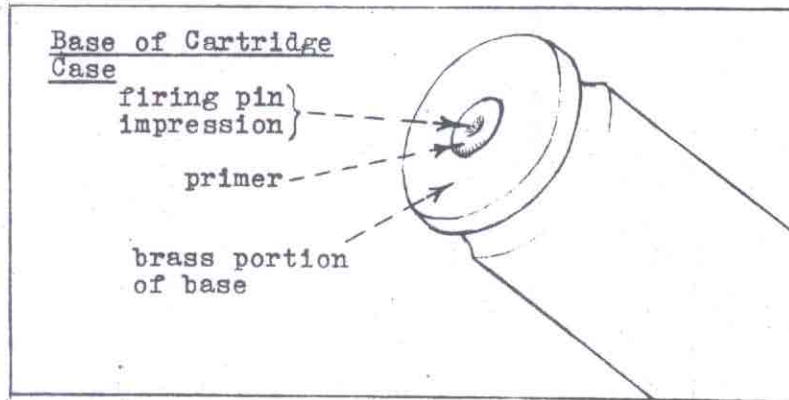 Base of Cartridge
Case
firing pin
impression
primer
brass portion
of base